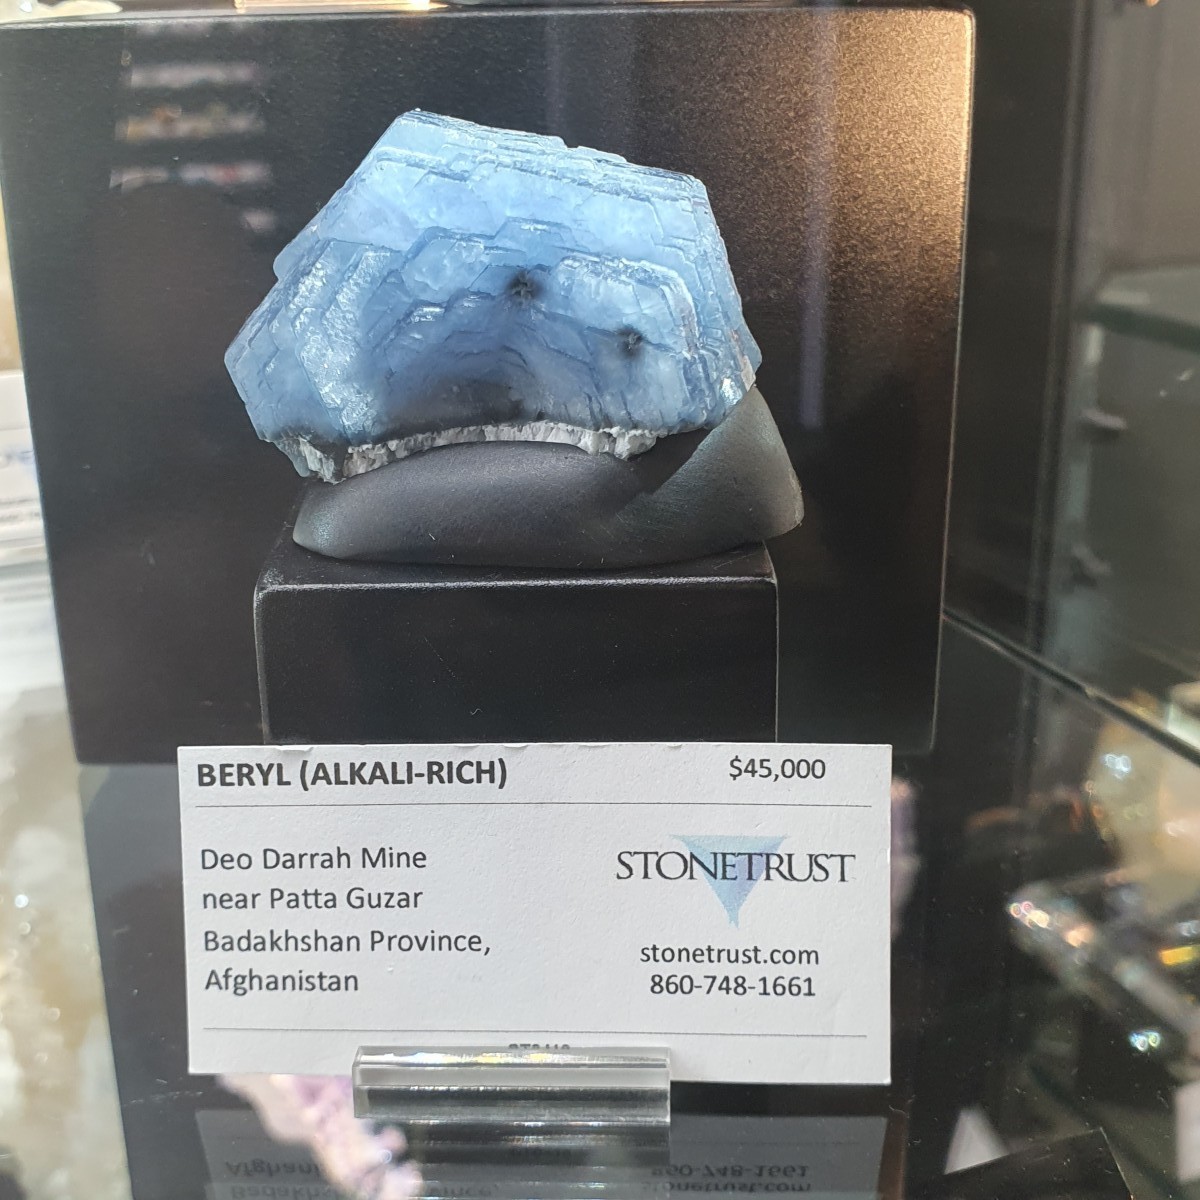 BERYL (ALKALI-RICH) $45,000
Deo Darrah Mine
near Patta Guzar
Badakhshan Province,
Afghanistan
STONETRUST
stonetrust.com
860-748-1661